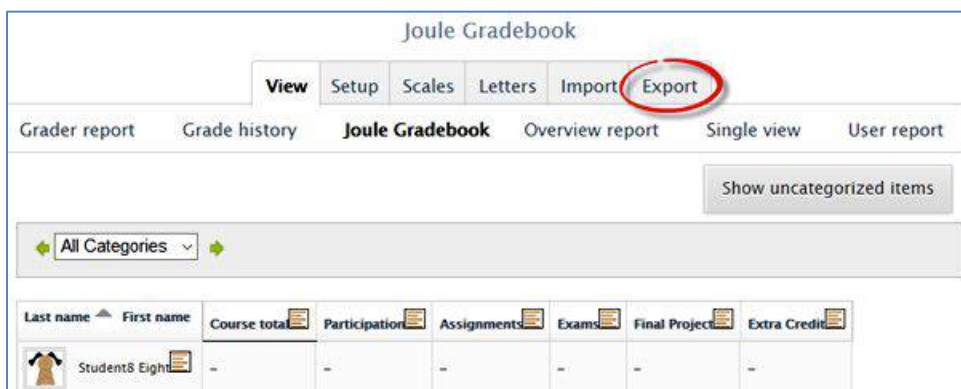 Joule Gradebook
View Setup Scales Letters Import Export
Grader report Grade history Joule Gradebook Overview report Single view User report
Show uncategorized items
All Categories
Last name First name Course total Participation Assignments Exams Final Project Extra Credit
Student8 Eight - - - - - -